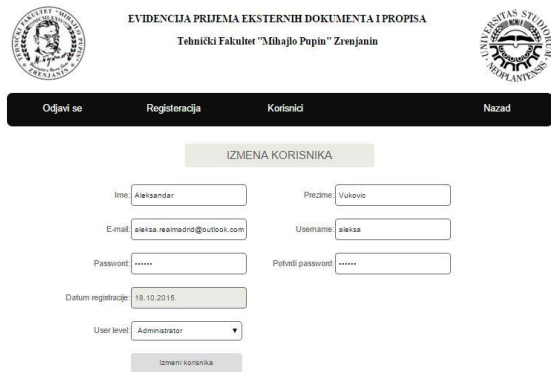 EVIDENCIJA PRIJEMA EKSTERNIH DOKUMENTA I PROPISA
Tehnički Fakultet "Mihajlo Pupin" Zrenjanin
Odjavi se Registeracija Korisnici Nazad
IZMENA KORISNIKA
Ime: Aleksandar Prezime: Vukovic
E-mail: aleksa.realmadrid@outlook.com Username: aleksa
Password: •••••• Potvrdi password: ••••••
Datum registracije: 18.10.2015.
User level: Administrator
Izmeni korisnika